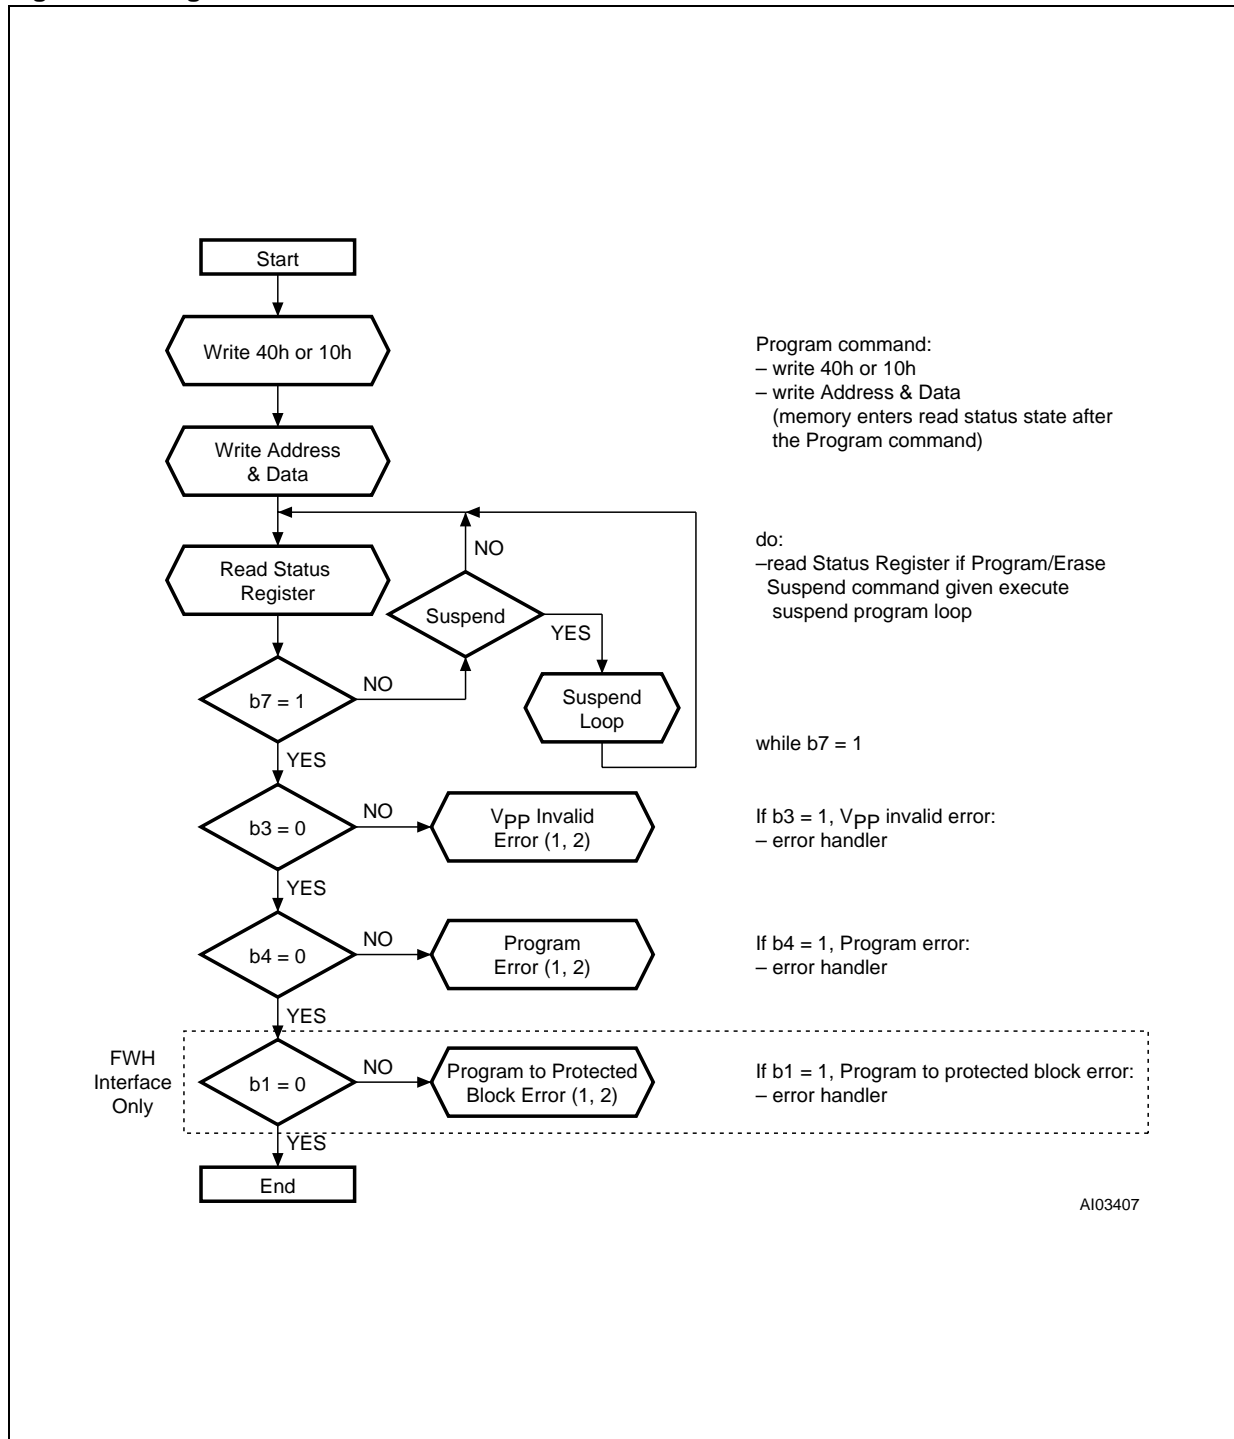 Start
Write 40h or 10h
Write Address
& Data
Read Status
Register
NO
Suspend
YES
Suspend
Loop
b7 = 1
NO
YES
b3 = 0
NO
VPP Invalid
Error (1, 2)
YES
b4 = 0
NO
Program
Error (1, 2)
YES
FWH
Interface
Only
b1 = 0
NO
Program to Protected
Block Error (1, 2)
YES
End
Program command:
– write 40h or 10h
– write Address & Data
(memory enters read status state after
the Program command)
do:
–read Status Register if Program/Erase
Suspend command given execute
suspend program loop
while b7 = 1
If b3 = 1, VPP invalid error:
– error handler
If b4 = 1, Program error:
– error handler
If b1 = 1, Program to protected block error:
– error handler
AI03407